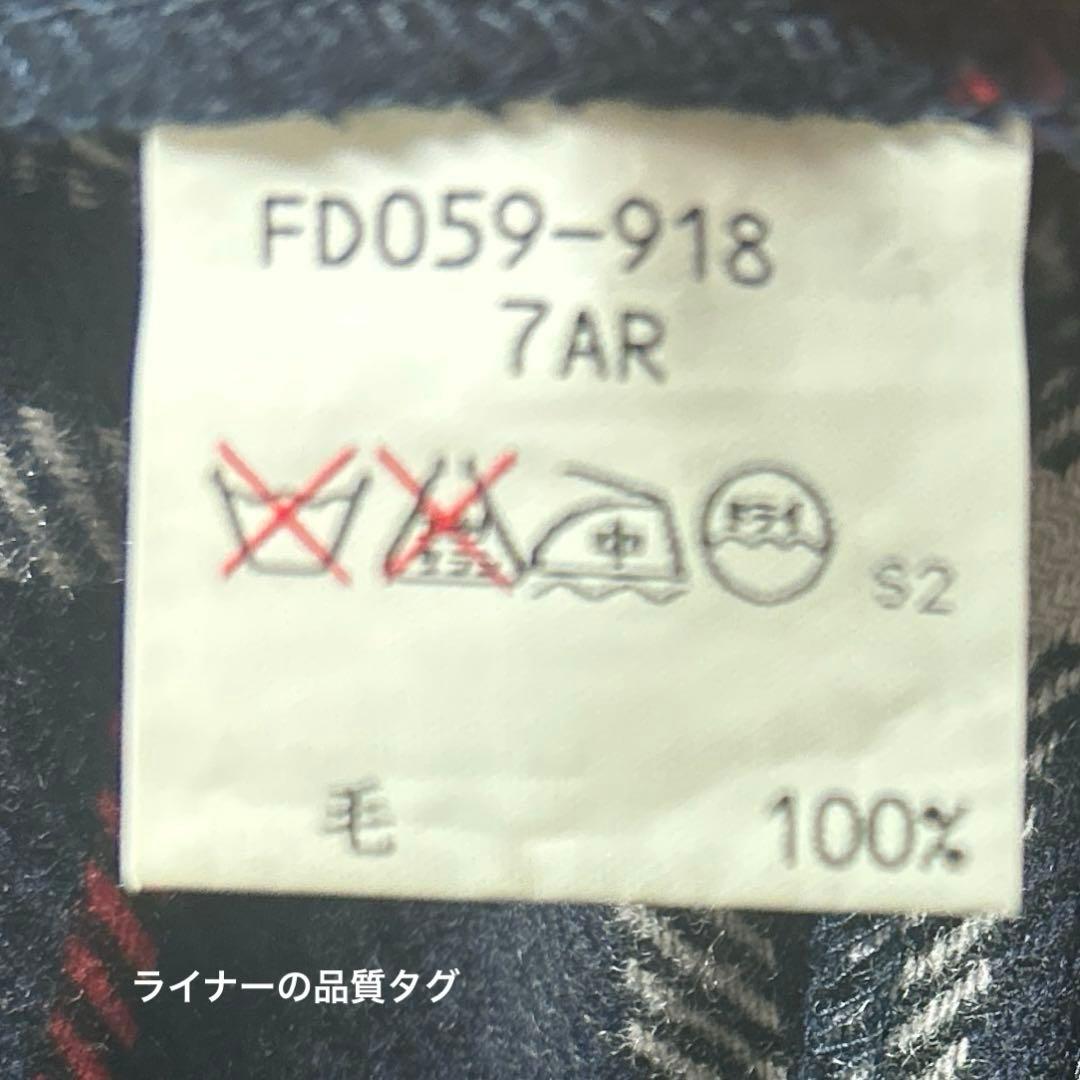 FD059-918
7AR
中 ドライ S2
毛 100%
ライナーの品質タグ